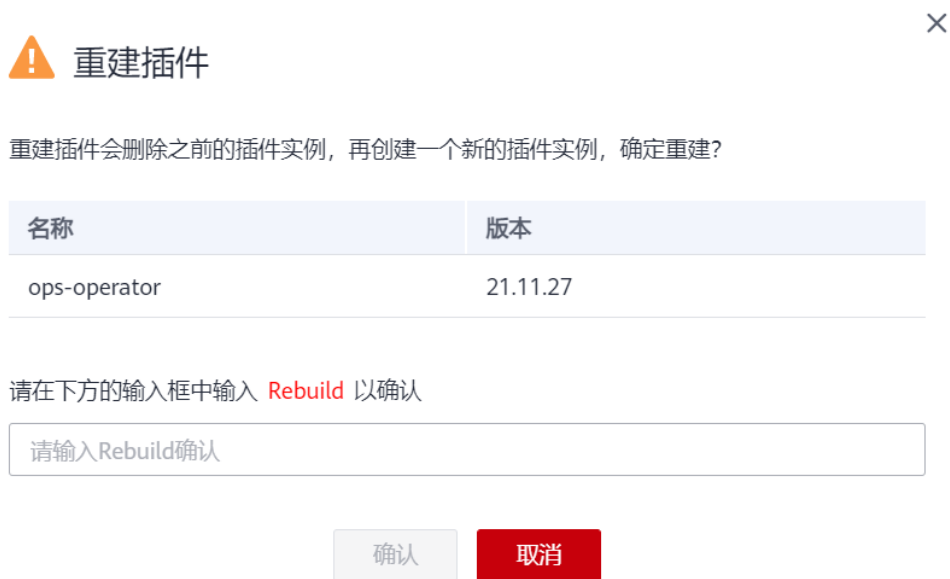 重建插件
重建插件会删除之前的插件实例，再创建一个新的插件实例，确定重建?
名称 版本
ops-operator 21.11.27
请在下方的输入框中输入 Rebuild 以确认
请输入Rebuild确认
确认 取消